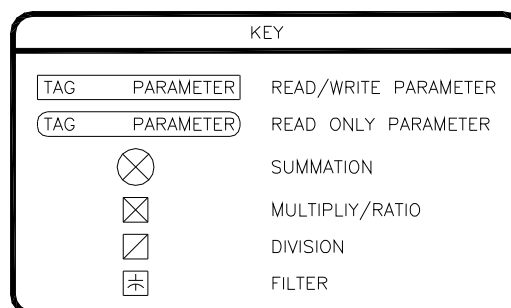 KEY
TAG PARAMETER READ/WRITE PARAMETER
TAG PARAMETER READ ONLY PARAMETER
SUMMATION
MULTIPLIY/RATIO
DIVISION
FILTER